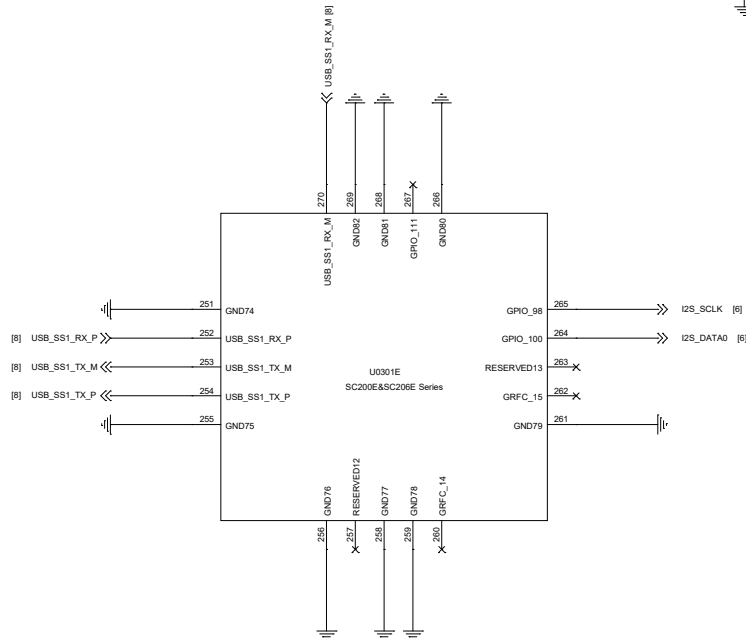 USB_SS1_RX_M [8]
270
269
268
267
266
USB_SS1_RX_M
GND82
GND81
GPIO_111
GND80
251 GND74
[8] USB_SS1_RX_P 252 USB_SS1_RX_P
[8] USB_SS1_TX_M 253 USB_SS1_TX_M
[8] USB_SS1_TX_P 254 USB_SS1_TX_P
255 GND75
U0301E
SC200E&SC206E Series
GPIO_98 265 I2S_SCLK [6]
GPIO_100 264 I2S_DATA0 [6]
RESERVED13 263
GRFC_15 262
GND79 261
GND76
RESERVED12
GND77
GND78
GRFC_14
256
257
258
259
260